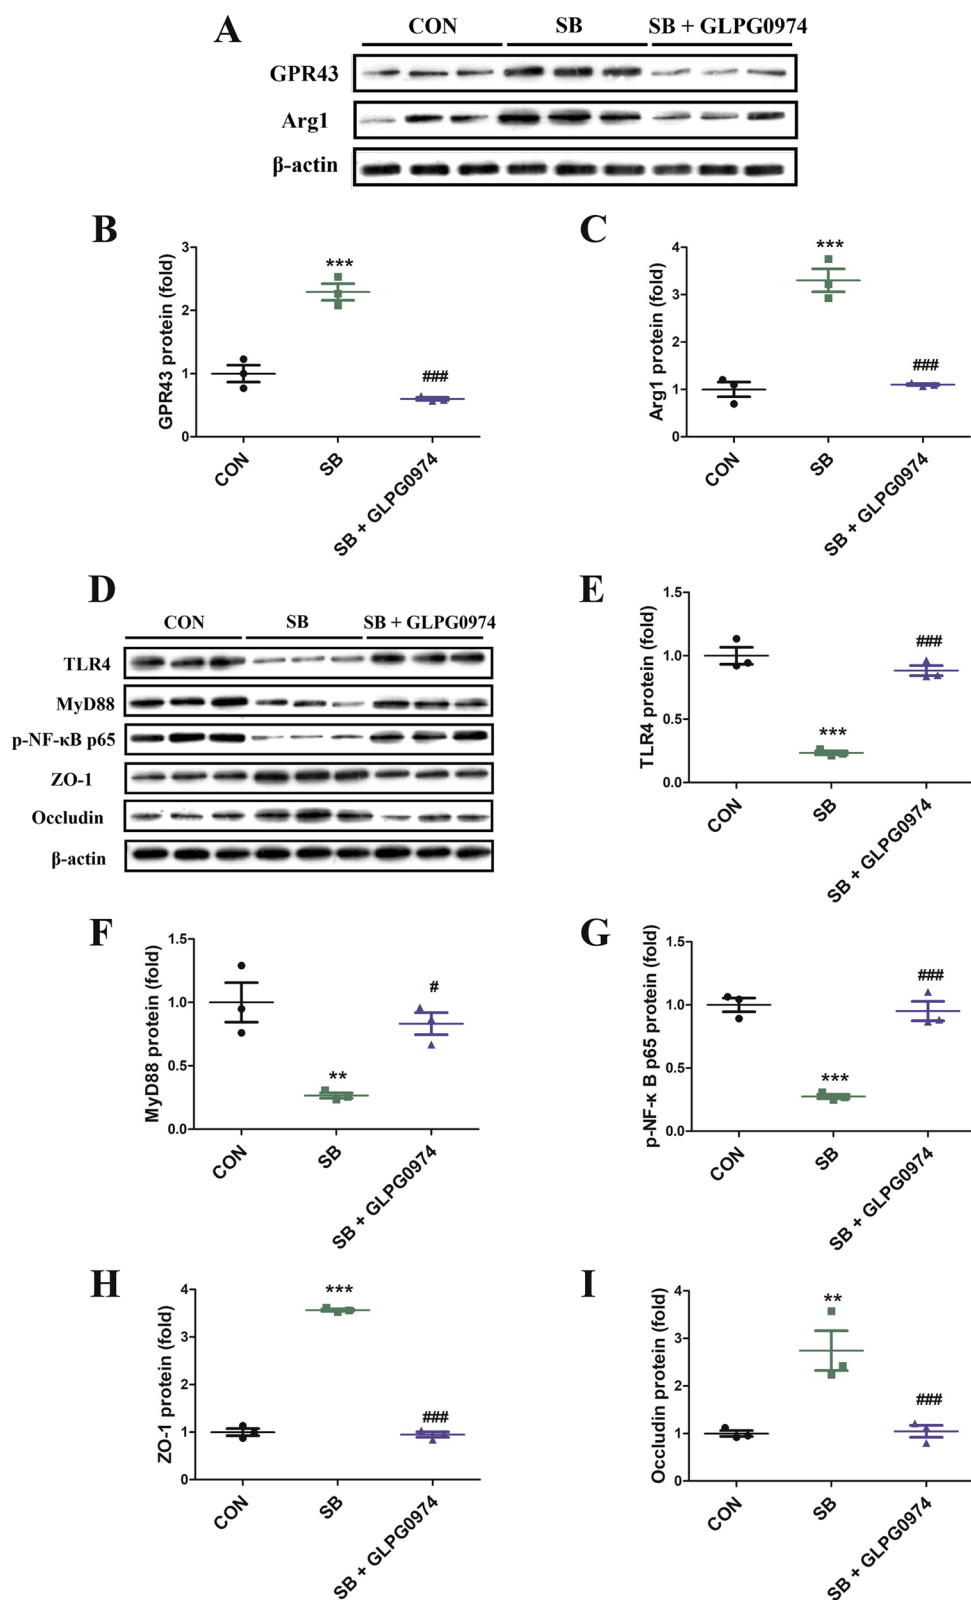 A
CON SB SB + GLPG0974
GPR43
Arg1
β-actin
B
GPR43 protein (fold)
3
2
1
0
***
###
CON
SB
SB + GLPG0974
C
Arg1 protein (fold)
4
3
2
1
0
***
###
CON
SB
SB + GLPG0974
D
CON SB SB + GLPG0974
TLR4
MyD88
p-NF-κB p65
ZO-1
Occludin
β-actin
E
TLR4 protein (fold)
1.5
1.0
0.5
0.0
***
###
CON
SB
SB + GLPG0974
F
MyD88 protein (fold)
1.5
1.0
0.5
0.0
**
#
CON
SB
SB + GLPG0974
G
p-NF-κ B p65 protein (fold)
1.5
1.0
0.5
0.0
***
###
CON
SB
SB + GLPG0974
H
ZO-1 protein (fold)
4
3
2
1
0
***
###
CON
SB
SB + GLPG0974
I
Occludin protein (fold)
4
3
2
1
0
**
###
CON
SB
SB + GLPG0974